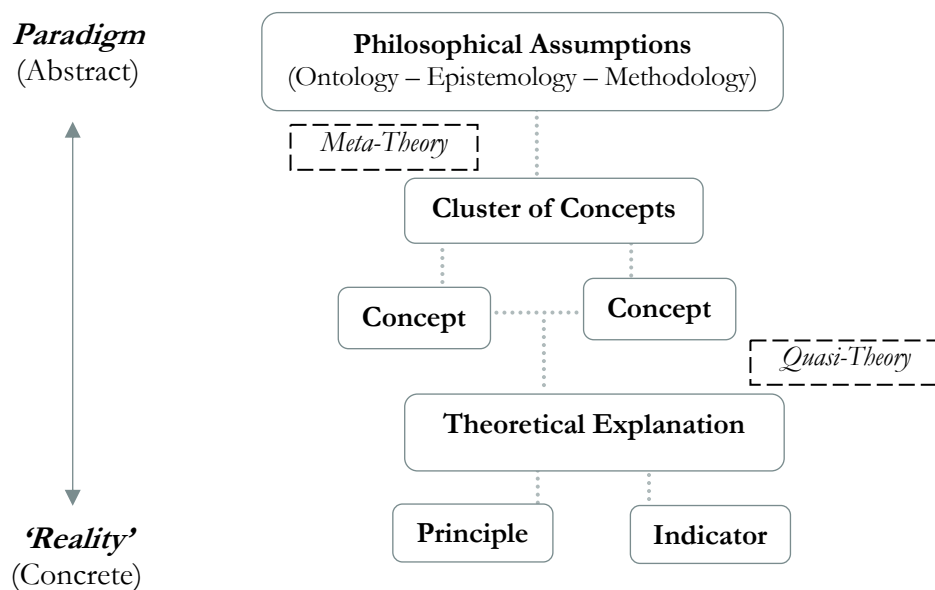 Paradigm
(Abstract)
Philosophical Assumptions
(Ontology – Epistemology – Methodology)
Meta-Theory
Cluster of Concepts
Concept
Concept
Quasi-Theory
Theoretical Explanation
Principle
Indicator
‘Reality’
(Concrete)